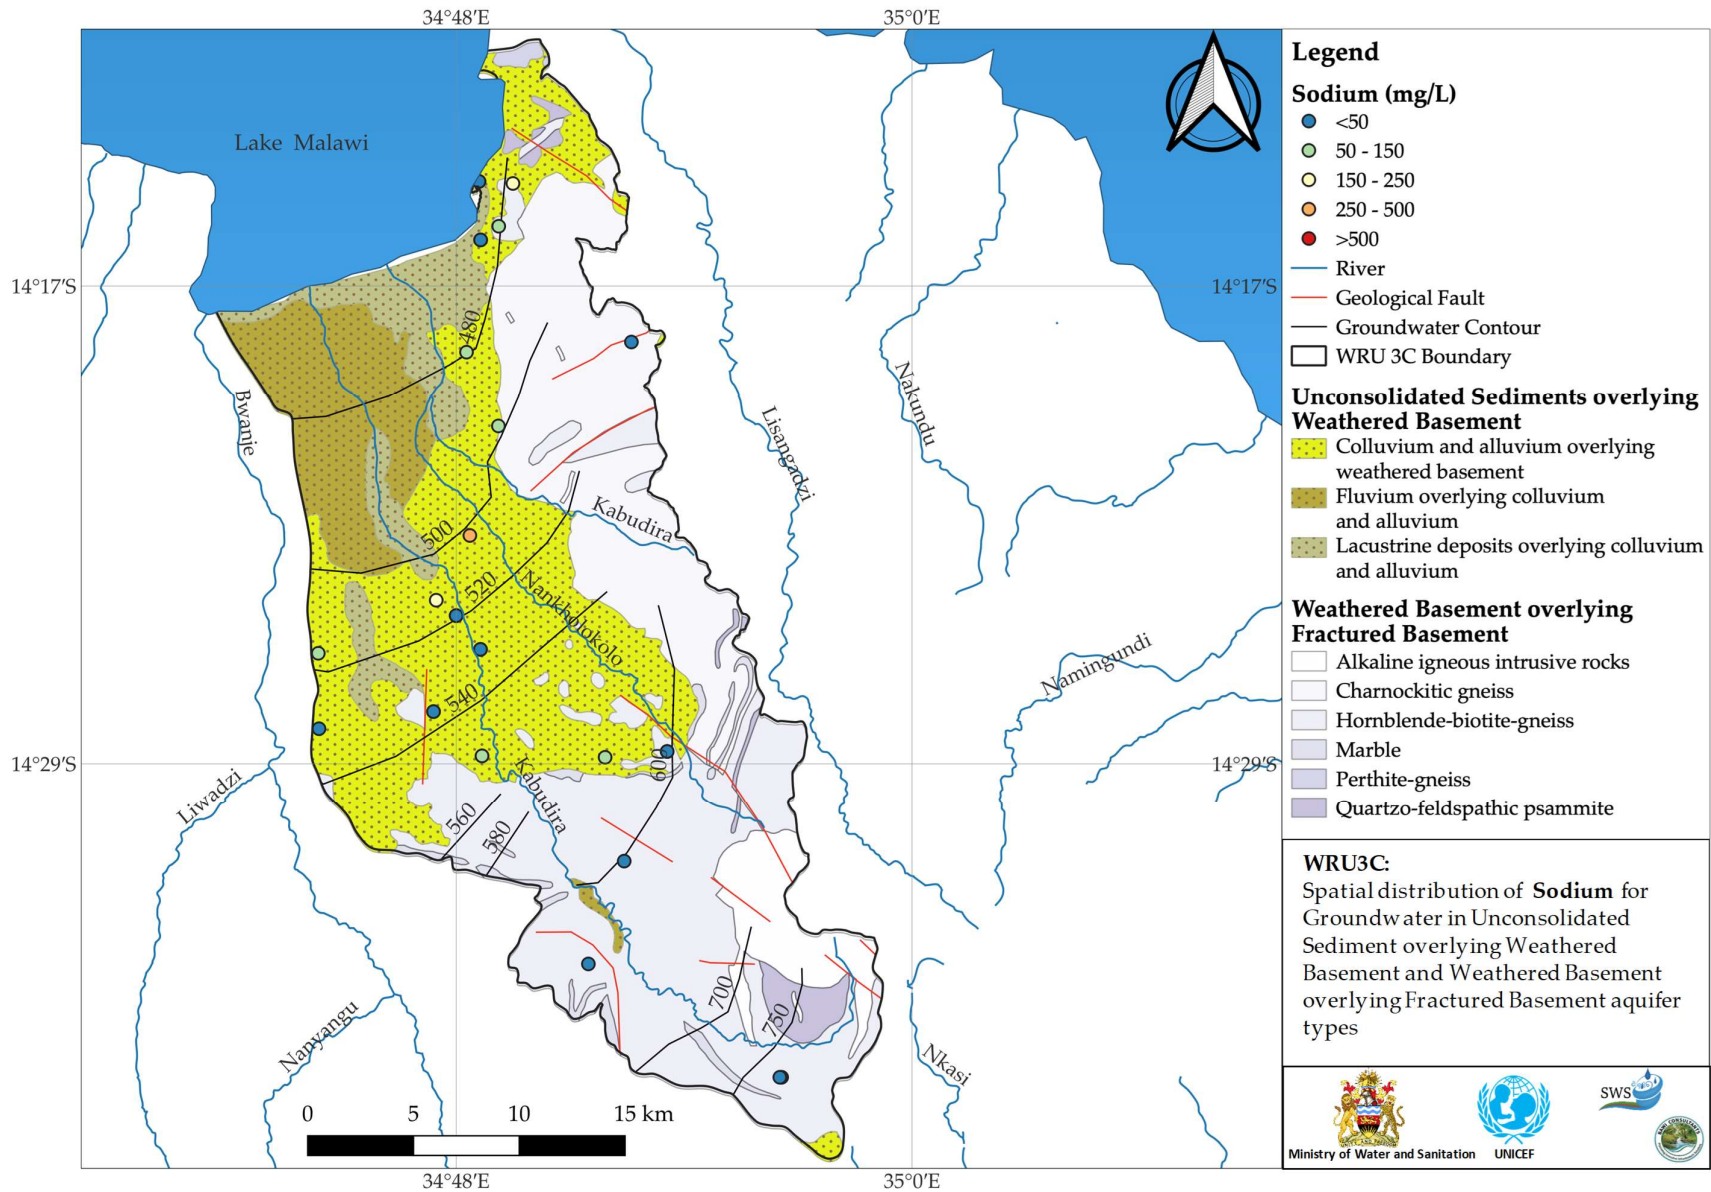 34°48′E
35°0′E
Lake Malawi
14°17′S
14°17′S
480
Bwanje
Nakundu
Lisangadzi
Kabudira
500
520
Nankholokolo
Namingundi
540
600
14°29′S
14°29′S
Liwadzi
Kabudira
560
580
700
750
Nanyangu
Nkasi
0 5 10 15 km
34°48′E
35°0′E
Legend
Sodium (mg/L)
<50
50 - 150
150 - 250
250 - 500
>500
River
Geological Fault
Groundwater Contour
WRU 3C Boundary
Unconsolidated Sediments overlying
Weathered Basement
Colluvium and alluvium overlying
weathered basement
Fluvium overlying colluvium
and alluvium
Lacustrine deposits overlying colluvium
and alluvium
Weathered Basement overlying
Fractured Basement
Alkaline igneous intrusive rocks
Charnockitic gneiss
Hornblende-biotite-gneiss
Marble
Perthite-gneiss
Quartzo-feldspathic psammite
WRU3C:
Spatial distribution of Sodium for
Groundwater in Unconsolidated
Sediment overlying Weathered
Basement and Weathered Basement
overlying Fractured Basement aquifer
types
SWS
Ministry of Water and Sanitation
UNICEF